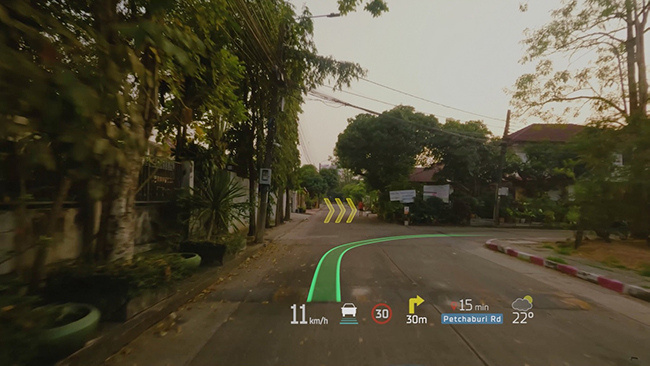 11 km/h
30
30m
15 min
Petchaburi Rd
22°